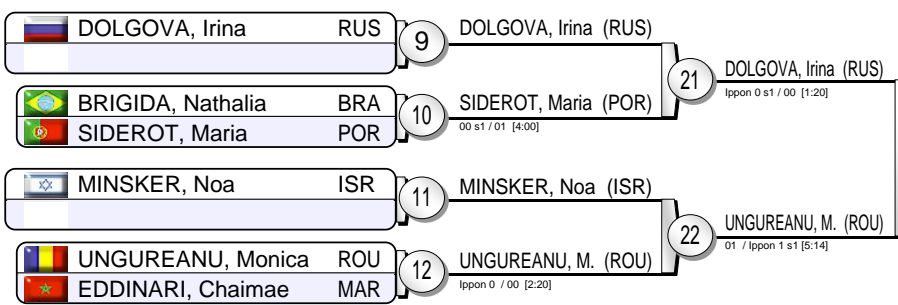 DOLGOVA, Irina RUS
9
DOLGOVA, Irina (RUS)
BRIGIDA, Nathalia BRA
SIDEROT, Maria POR
10
SIDEROT, Maria (POR)
00 s1 / 01 [4:00]
21
DOLGOVA, Irina (RUS)
Ippon 0 s1 / 00 [1:20]
MINSKER, Noa ISR
11
MINSKER, Noa (ISR)
UNGUREANU, Monica ROU
EDDINARI, Chaimae MAR
12
UNGUREANU, M. (ROU)
Ippon 0 / 00 [2:20]
22
UNGUREANU, M. (ROU)
01 / Ippon 1 s1 [5:14]